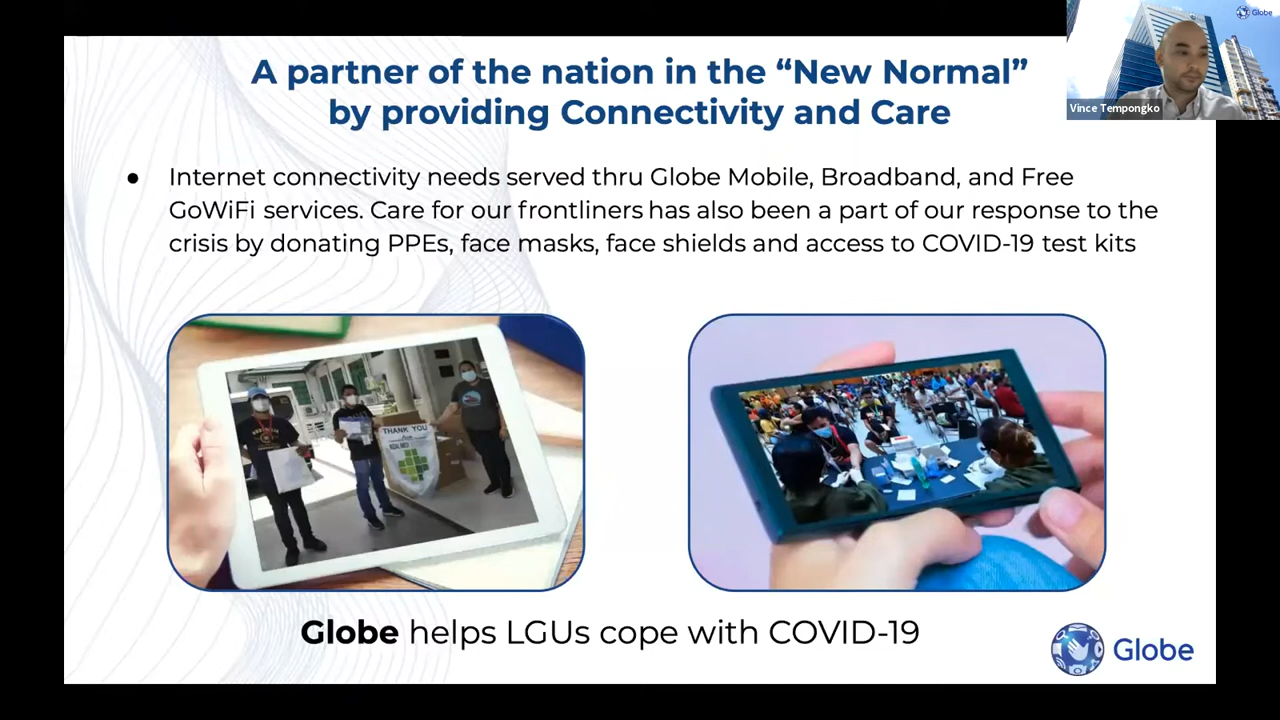 Globe
Vince Tempongko
A partner of the nation in the “New Normal”
by providing Connectivity and Care
● Internet connectivity needs served thru Globe Mobile, Broadband, and Free
GoWiFi services. Care for our frontliners has also been a part of our response to the
crisis by donating PPEs, face masks, face shields and access to COVID-19 test kits
THANK YOU
Globe helps LGUs cope with COVID-19
Globe